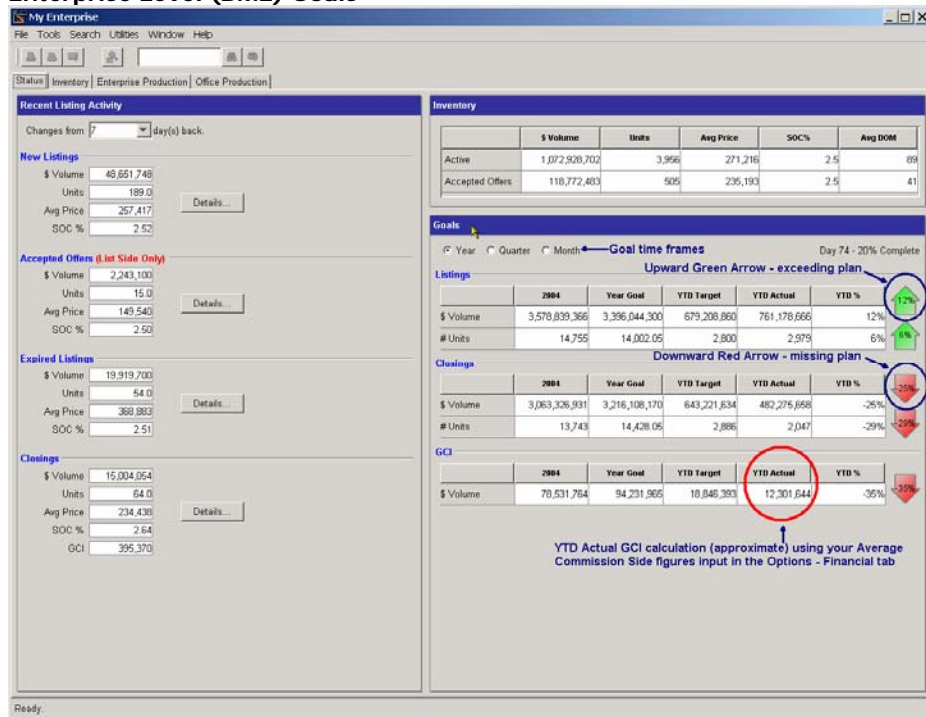 Enterprise Level (BMZ) Goals
My Enterprise
File Tools Search Utilities Window Help
Status Inventory Enterprise Production Office Production
Recent Listing Activity
Changes from 7 day(s) back.
New Listings
$ Volume 48,651,748
Units 189.0
Avg Price 257,417
SOC % 2.52
Details...
Accepted Offers (List Side Only)
$ Volume 2,243,100
Units 15.0
Avg Price 149,540
SOC % 2.50
Details...
Expired Listings
$ Volume 19,919,700
Units 54.0
Avg Price 368,883
SOC % 2.51
Details...
Closings
$ Volume 15,004,054
Units 64.0
Avg Price 234,438
SOC % 2.64
GCI 395,370
Details...
Inventory
$ Volume Units Avg Price SOC% Avg DOM
Active 1,072,928,702 3,956 271,216 2.5 89
Accepted Offers 118,772,483 505 235,193 2.5 41
Goals
Year Quarter Month Goal time frames Day 74 - 20% Complete
Upward Green Arrow - exceeding plan
Listings
2004 Year Goal YTD Target YTD Actual YTD %
$ Volume 3,578,839,366 3,396,044,300 679,208,860 761,178,666 12% 12%
# Units 14,755 14,002.05 2,800 2,979 6% 6%
Downward Red Arrow - missing plan
Closings
2004 Year Goal YTD Target YTD Actual YTD %
$ Volume 3,063,326,931 3,216,108,170 643,221,634 482,275,658 -25% -25%
# Units 13,743 14,428.05 2,886 2,047 -29% -29%
GCI
2004 Year Goal YTD Target YTD Actual YTD %
$ Volume 78,531,764 94,231,965 18,846,393 12,301,644 -35% -35%
YTD Actual GCI calculation (approximate) using your Average
Commission Side figures input in the Options - Financial tab
Ready.